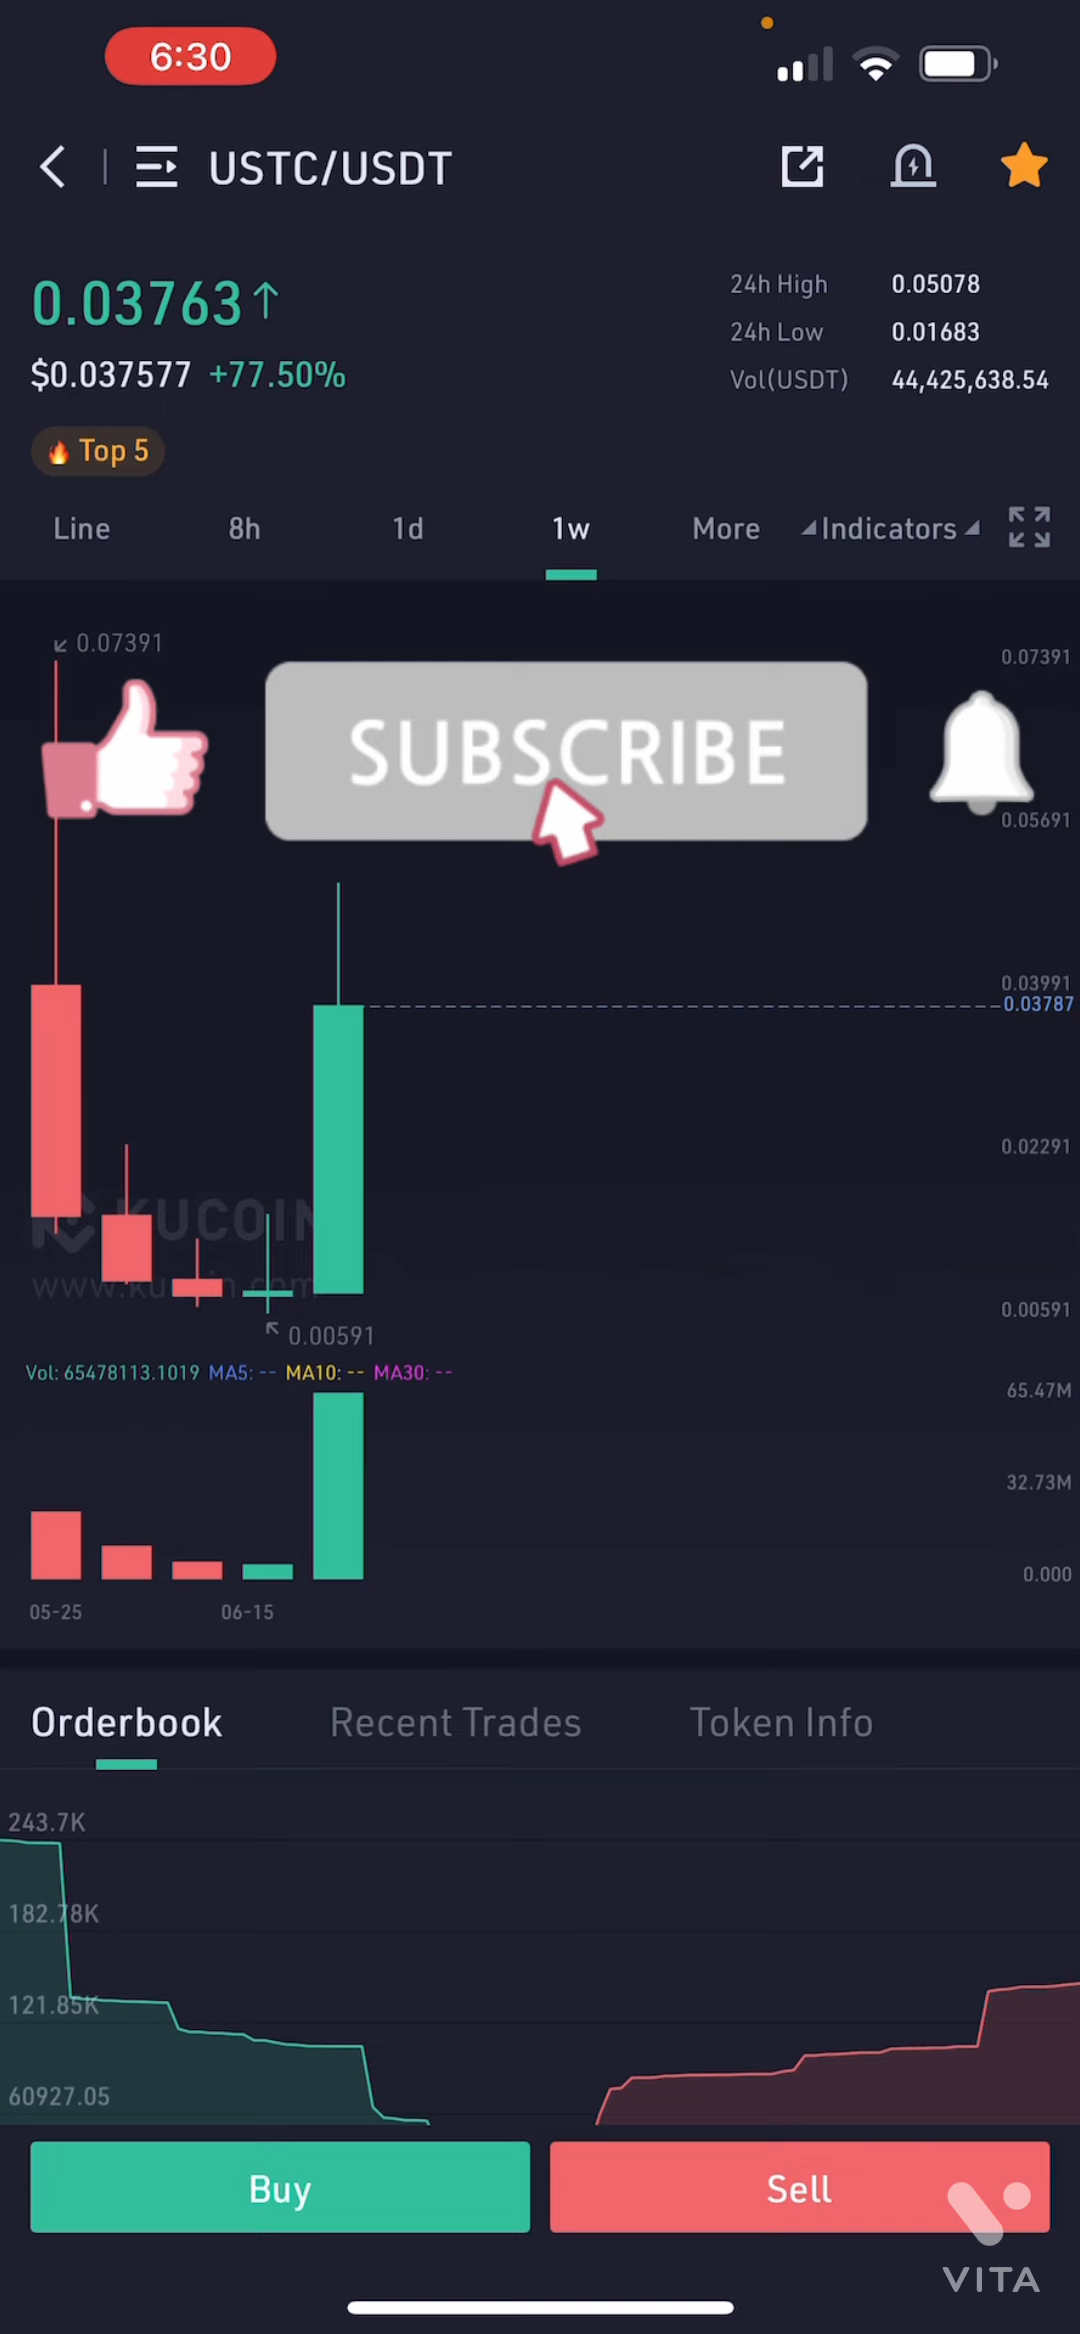 6:30
USTC/USDT
0.03763↑
$0.037577 +77.50%
24h High 0.05078
24h Low 0.01683
Vol(USDT) 44,425,638.54
Top 5
Line 8h 1d 1w More Indicators
0.07391
0.07391
SUBSCRIBE
0.05691
0.03991
0.03787
0.02291
KUCOIN
www.kucoin.com
0.00591
0.00591
Vol: 65478113.1019 MA5: -- MA10: -- MA30: --
65.47M
32.73M
0.000
05-25 06-15
Orderbook Recent Trades Token Info
243.7K
182.78K
121.85K
60927.05
Buy Sell
VITA